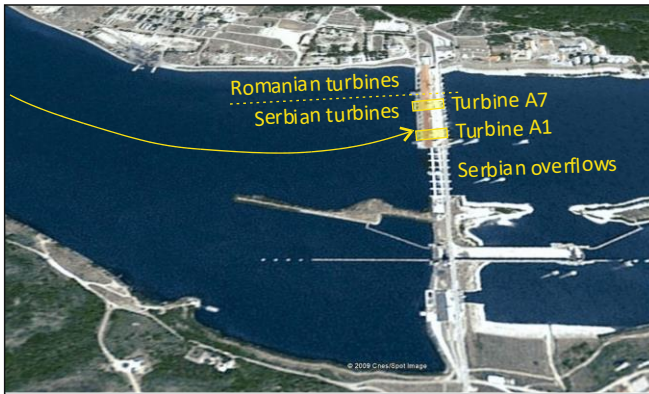 Romanian turbines
Serbian turbines
Turbine A7
Turbine A1
Serbian overflows
© 2009 Cnes/Spot Image